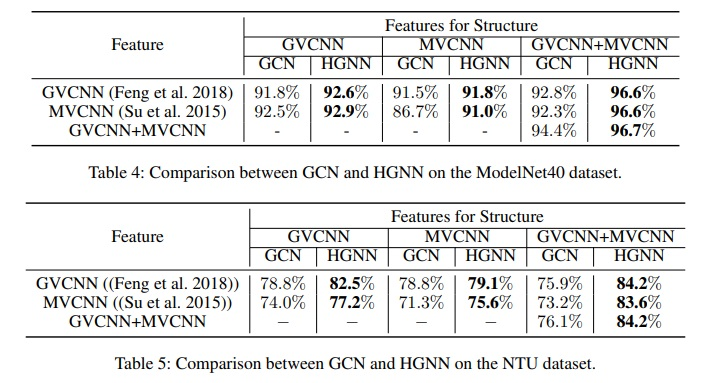 Feature Features for Structure
GVCNN MVCNN GVCNN+MVCNN
GCN HGNN GCN HGNN GCN HGNN
GVCNN (Feng et al. 2018) 91.8% 92.6% 91.5% 91.8% 92.8% 96.6%
MVCNN (Su et al. 2015) 92.5% 92.9% 86.7% 91.0% 92.3% 96.6%
GVCNN+MVCNN - - - - 94.4% 96.7%
Table 4: Comparison between GCN and HGNN on the ModelNet40 dataset.
Feature Features for Structure
GVCNN MVCNN GVCNN+MVCNN
GCN HGNN GCN HGNN GCN HGNN
GVCNN ((Feng et al. 2018)) 78.8% 82.5% 78.8% 79.1% 75.9% 84.2%
MVCNN ((Su et al. 2015)) 74.0% 77.2% 71.3% 75.6% 73.2% 83.6%
GVCNN+MVCNN − − − − 76.1% 84.2%
Table 5: Comparison between GCN and HGNN on the NTU dataset.